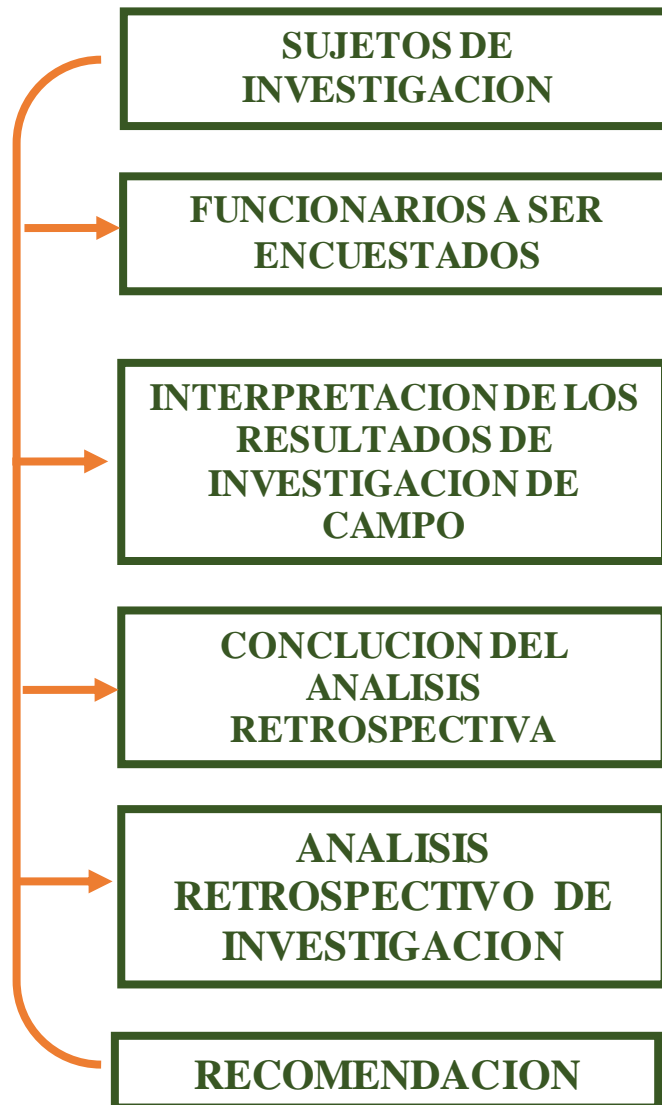 SUJETOS DE
INVESTIGACION
FUNCIONARIOS A SER
ENCUESTADOS
INTERPRETACION DE LOS
RESULTADOS DE
INVESTIGACION DE
CAMPO
CONCLUCION DEL
ANALISIS
RETROSPECTIVA
ANALISIS
RETROSPECTIVO DE
INVESTIGACION
RECOMENDACION